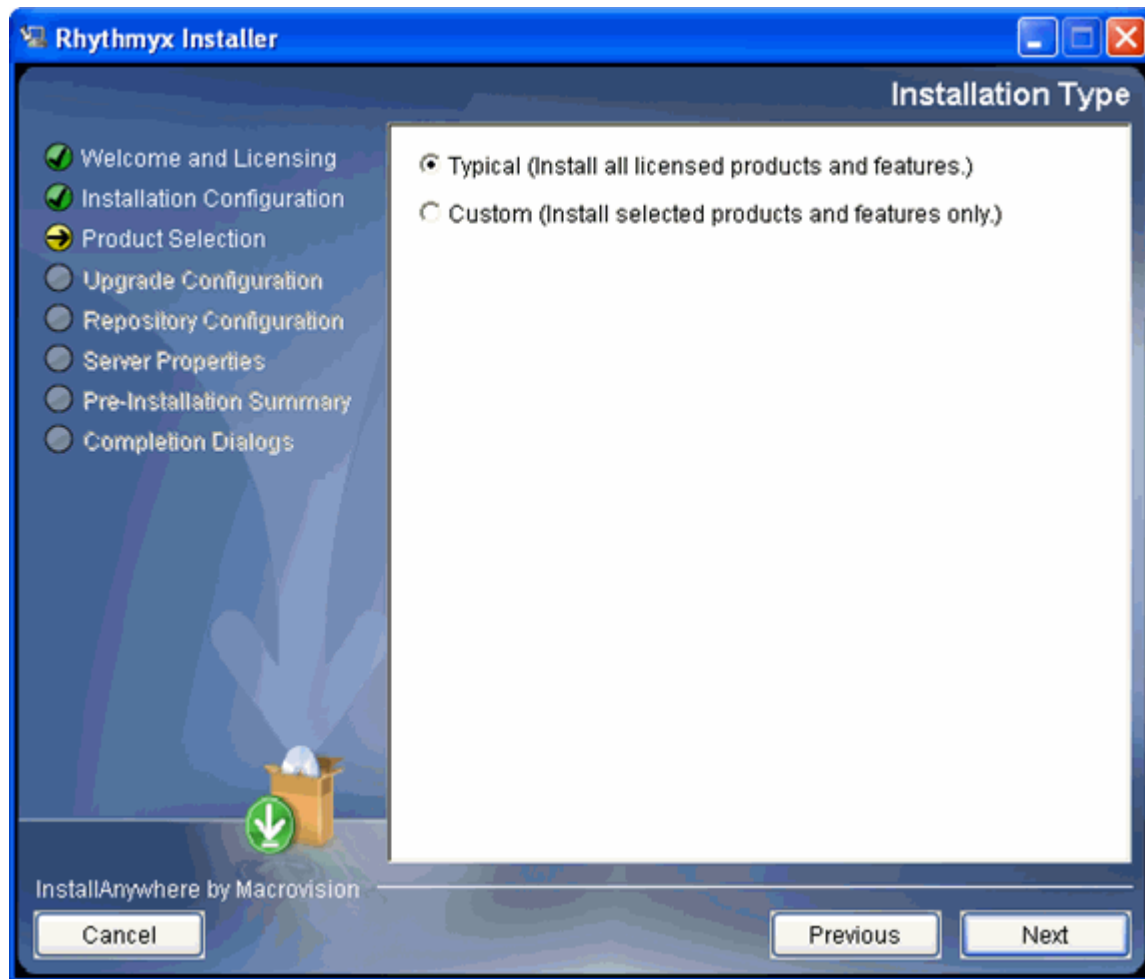 Rhythmyx Installer
Installation Type
Welcome and Licensing
Installation Configuration
Product Selection
Upgrade Configuration
Repository Configuration
Server Properties
Pre-Installation Summary
Completion Dialogs
Typical (Install all licensed products and features.)
Custom (Install selected products and features only.)
InstallAnywhere by Macrovision
Cancel
Previous
Next